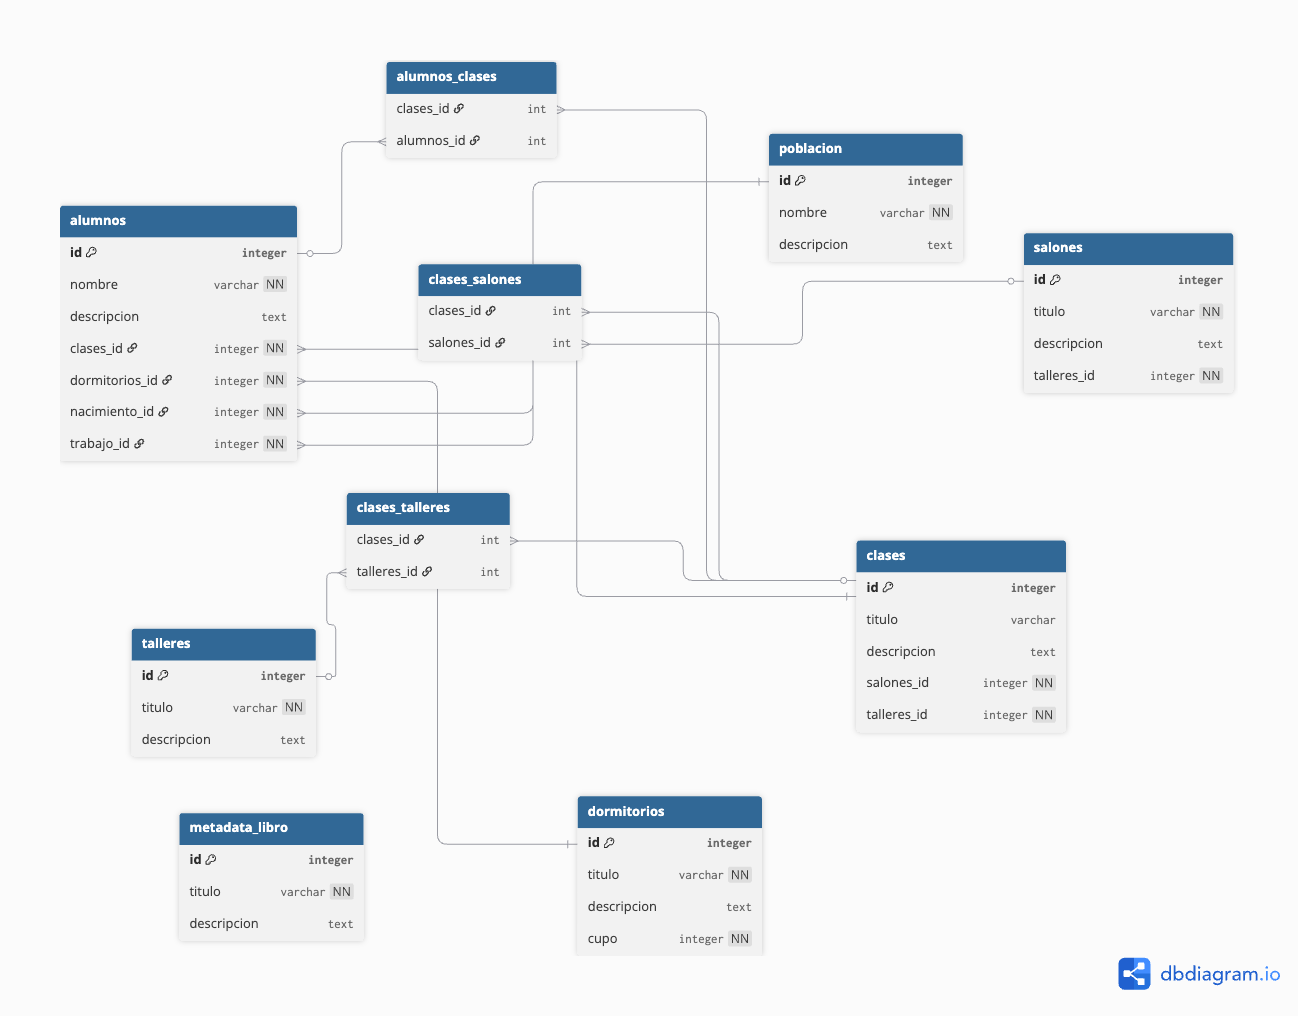 alumnos_clases
clases_id int
alumnos_id int
poblacion
id integer
nombre varchar NN
descripcion text
alumnos
id integer
nombre varchar NN
descripcion text
clases_id integer NN
dormitorios_id integer NN
nacimiento_id integer NN
trabajo_id integer NN
salones
id integer
titulo varchar NN
descripcion text
talleres_id integer NN
clases_salones
clases_id int
salones_id int
clases_talleres
clases_id int
talleres_id int
clases
id integer
titulo varchar
descripcion text
salones_id integer NN
talleres_id integer NN
talleres
id integer
titulo varchar NN
descripcion text
metadata_libro
id integer
titulo varchar NN
descripcion text
dormitorios
id integer
titulo varchar NN
descripcion text
cupo integer NN
dbdiagram.io